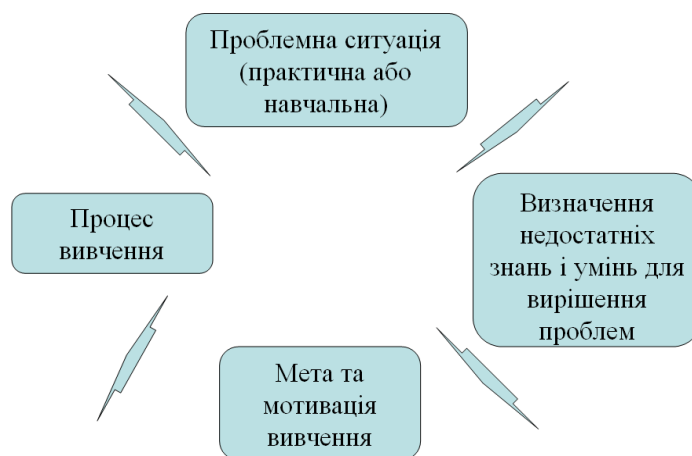 Проблемна ситуація
(практична або
навчальна)
Процес
вивчення
Визначення
недостатніх
знань і умінь для
вирішення
проблем
Мета та
мотивація
вивчення